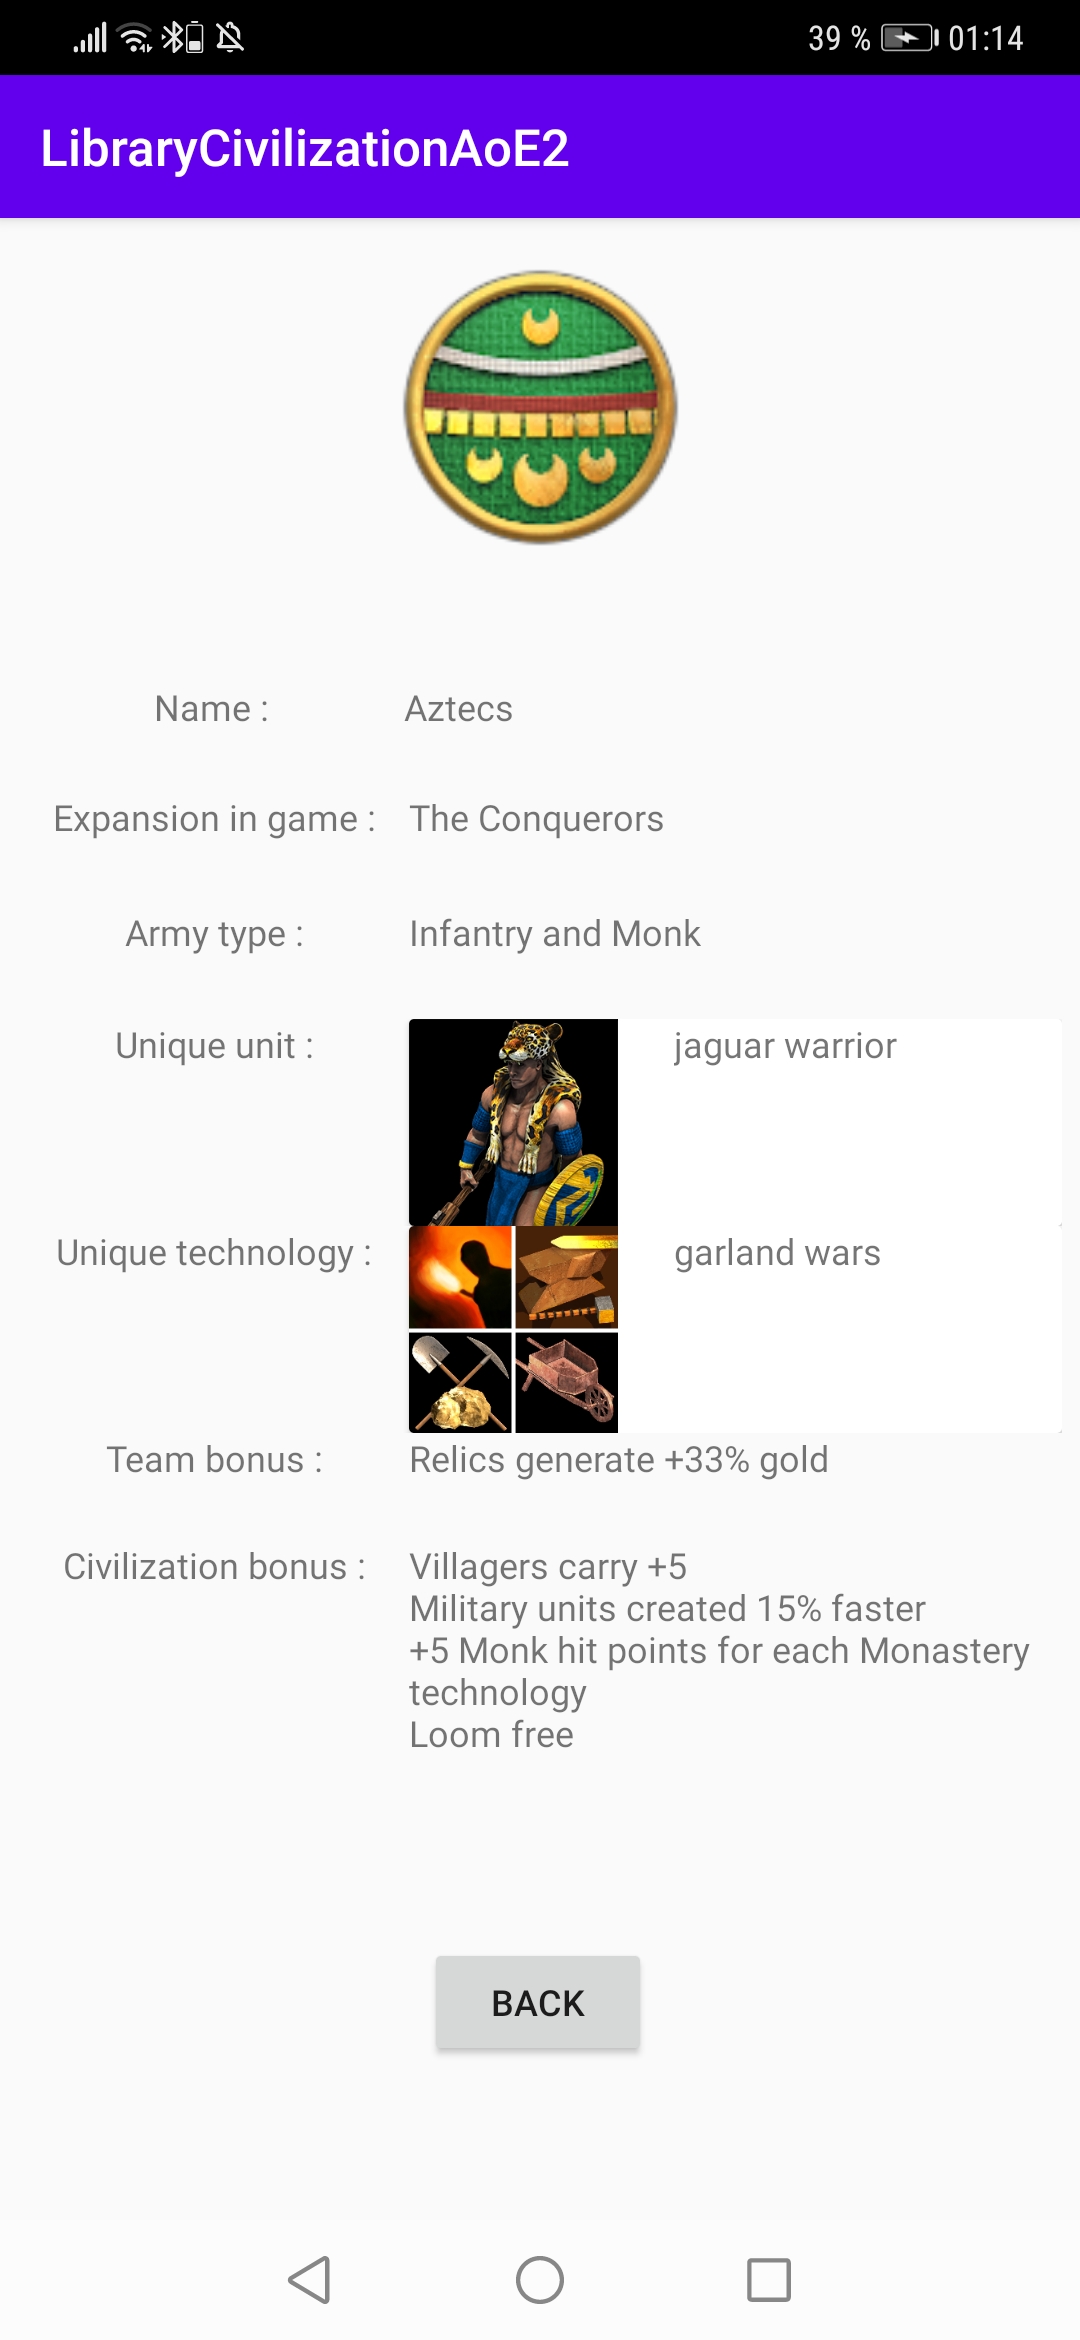 39 % 01:14
LibraryCivilizationAoE2
Name : Aztecs
Expansion in game : The Conquerors
Army type : Infantry and Monk
Unique unit : jaguar warrior
Unique technology : garland wars
Team bonus : Relics generate +33% gold
Civilization bonus : Villagers carry +5
Military units created 15% faster
+5 Monk hit points for each Monastery
technology
Loom free
BACK